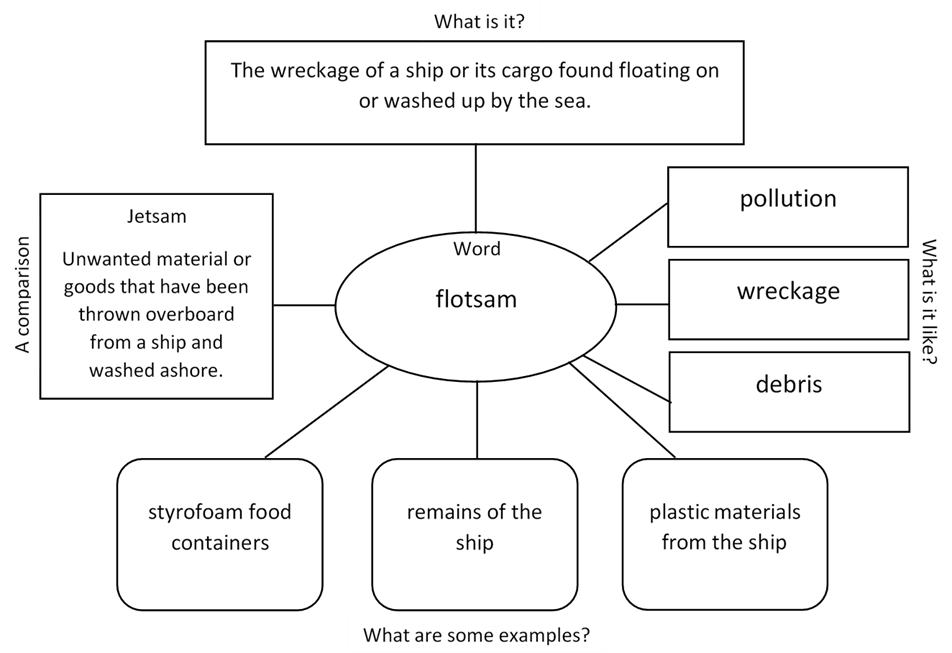 What is it?
The wreckage of a ship or its cargo found floating on
or washed up by the sea.
A comparison
Jetsam
Unwanted material or
goods that have been
thrown overboard
from a ship and
washed ashore.
Word
flotsam
pollution
wreckage
debris
What is it like?
styrofoam food
containers
remains of the
ship
plastic materials
from the ship
What are some examples?